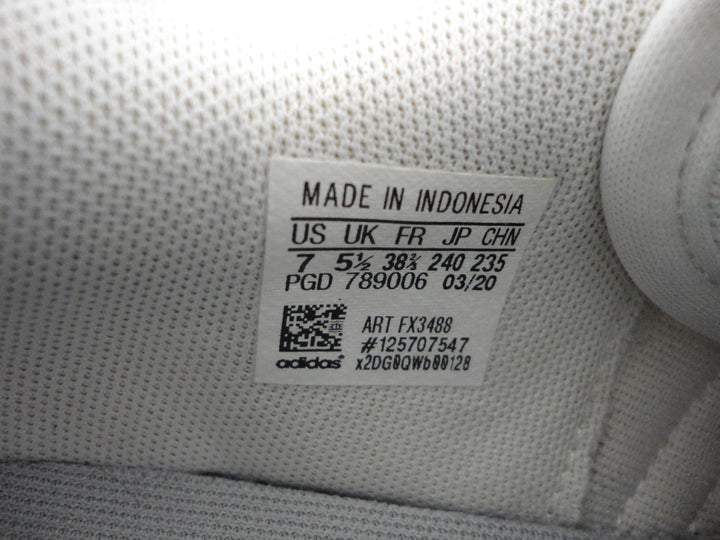 MADE IN INDONESIA
US UK FR JP CHN
7 5½ 38⅔ 240 235
PGD 789006 03/20
ART FX3488
#125707547
adidas x2DG0QWb00128